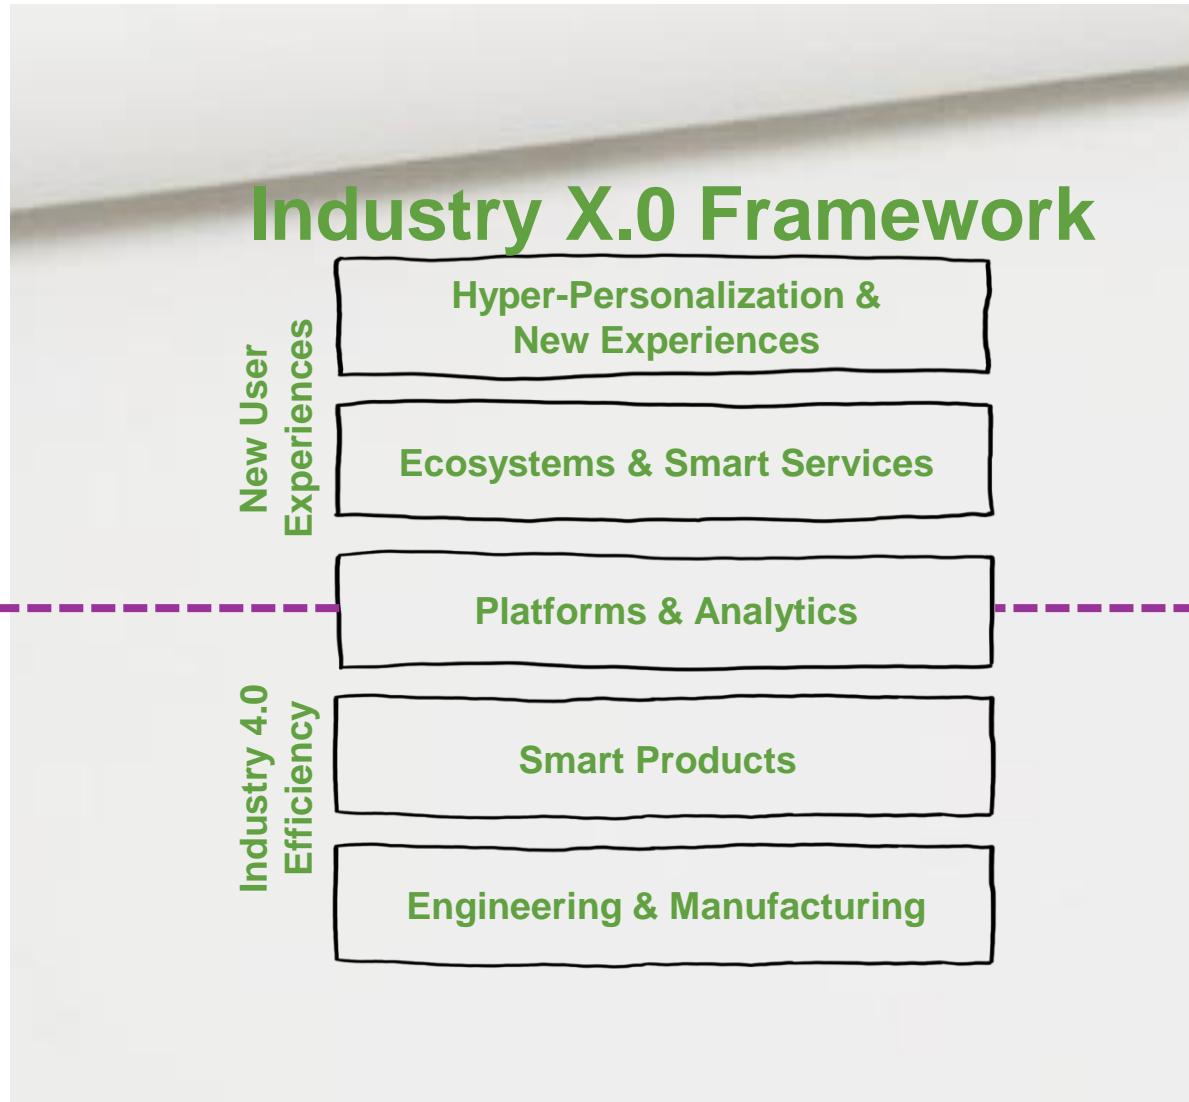 Industry X.0 Framework
New User
Experiences
Hyper-Personalization &
New Experiences
Ecosystems & Smart Services
Platforms & Analytics
Industry 4.0
Efficiency
Smart Products
Engineering & Manufacturing